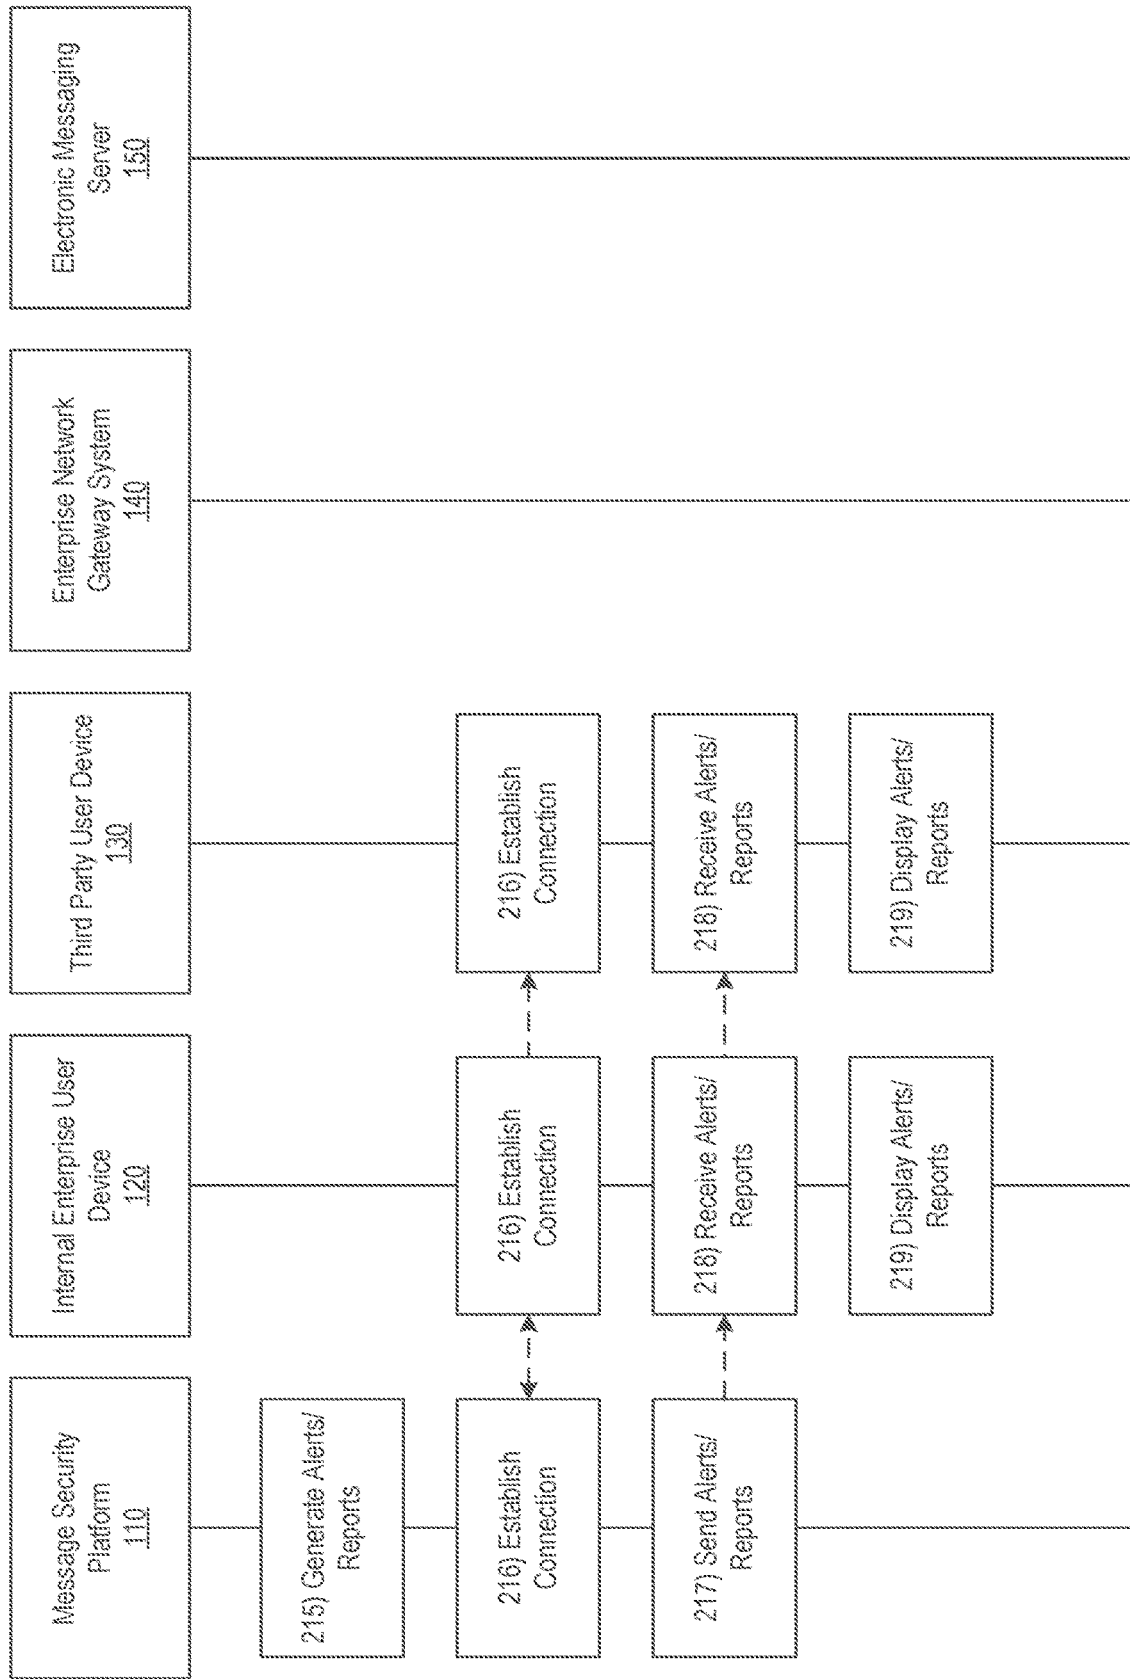 Message Security
Platform
110
Internal Enterprise User
Device
120
Third Party User Device
130
Enterprise Network
Gateway System
140
Electronic Messaging
Server
150
215) Generate Alerts/
Reports
216) Establish
Connection
216) Establish
Connection
216) Establish
Connection
217) Send Alerts/
Reports
218) Receive Alerts/
Reports
218) Receive Alerts/
Reports
219) Display Alerts/
Reports
219) Display Alerts/
Reports